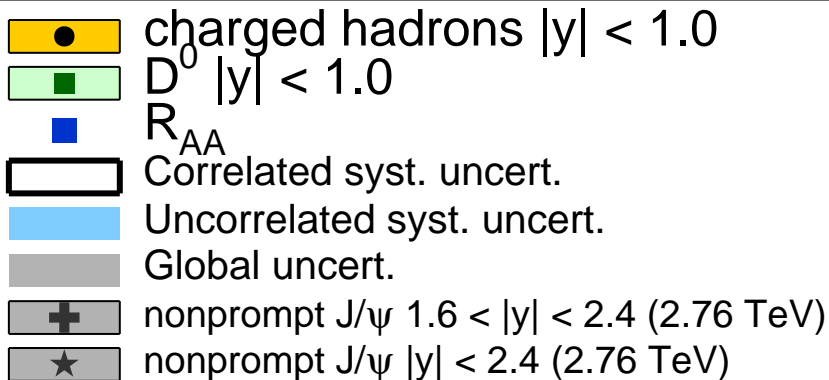 charged hadrons |y| < 1.0
D⁰ |y| < 1.0
R_AA
Correlated syst. uncert.
Uncorrelated syst. uncert.
Global uncert.
nonprompt J/ψ 1.6 < |y| < 2.4 (2.76 TeV)
nonprompt J/ψ |y| < 2.4 (2.76 TeV)